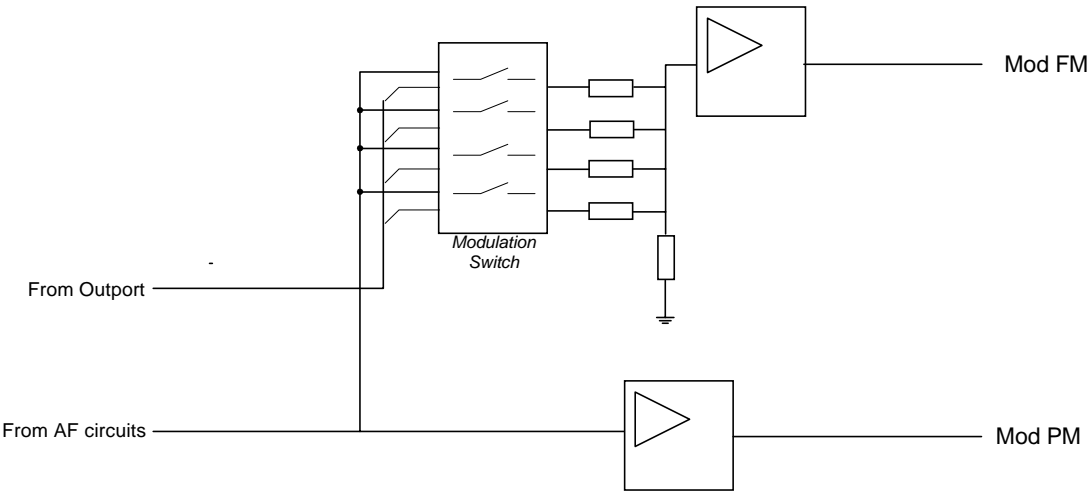 Mod FM
Modulation
Switch
-
From Outport
From AF circuits
Mod PM